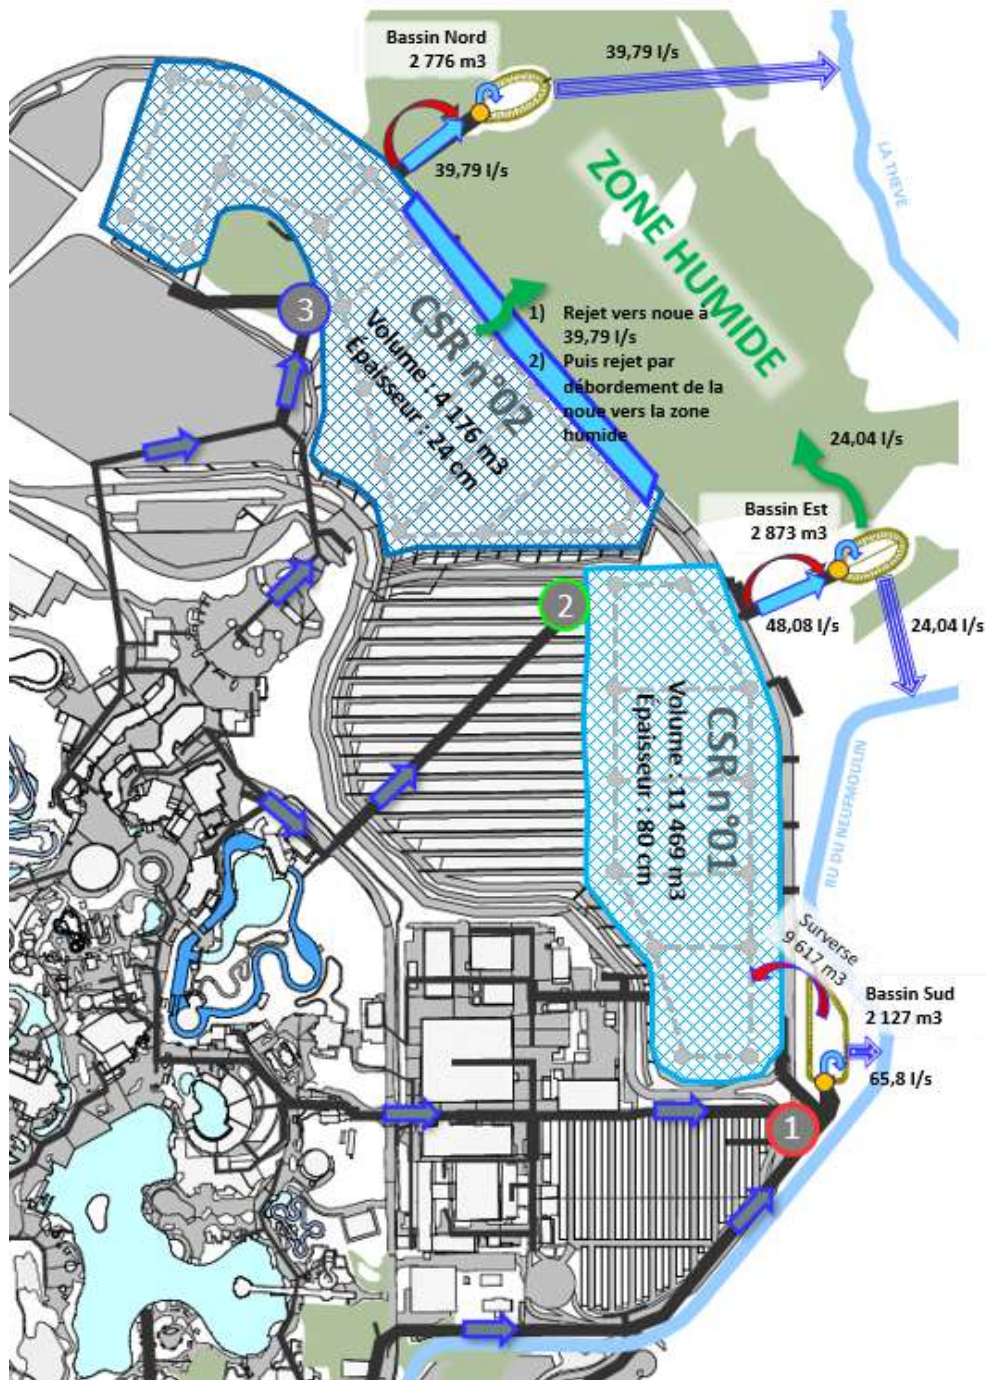 Bassin Nord
2 776 m3
39,79 l/s
39,79 l/s
LA THEVE
ZONE HUMIDE
3
CSR n°02
Volume : 4 176 m3
Épaisseur : 24 cm
1) Rejet vers noue à
39,79 l/s
2) Puis rejet par
débordement de la
noue vers la zone
humide
24,04 l/s
Bassin Est
2 873 m3
48,08 l/s
24,04 l/s
2
CSR n°01
Volume : 11 469 m3
Épaisseur : 80 cm
RU DU NEUFMOULIN
Surverse
9 617 m3
Bassin Sud
2 127 m3
65,8 l/s
1